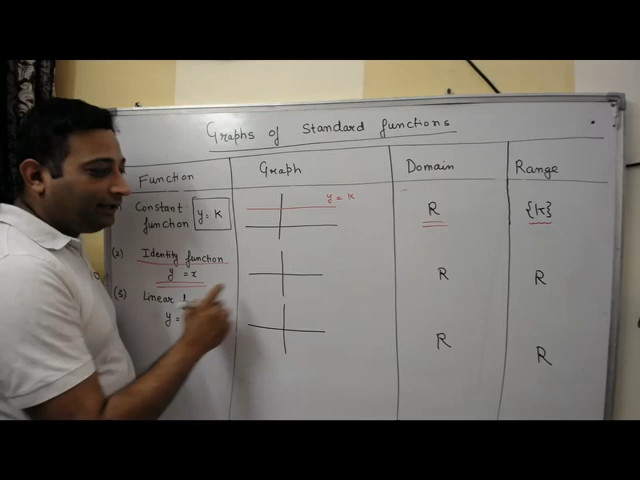 Graphs of Standard functions
Function Graph Domain Range
Constant function y = K
y = K
R
{K}
(2) Identity function
y = x
R
R
(3) Linear
y =
R
R